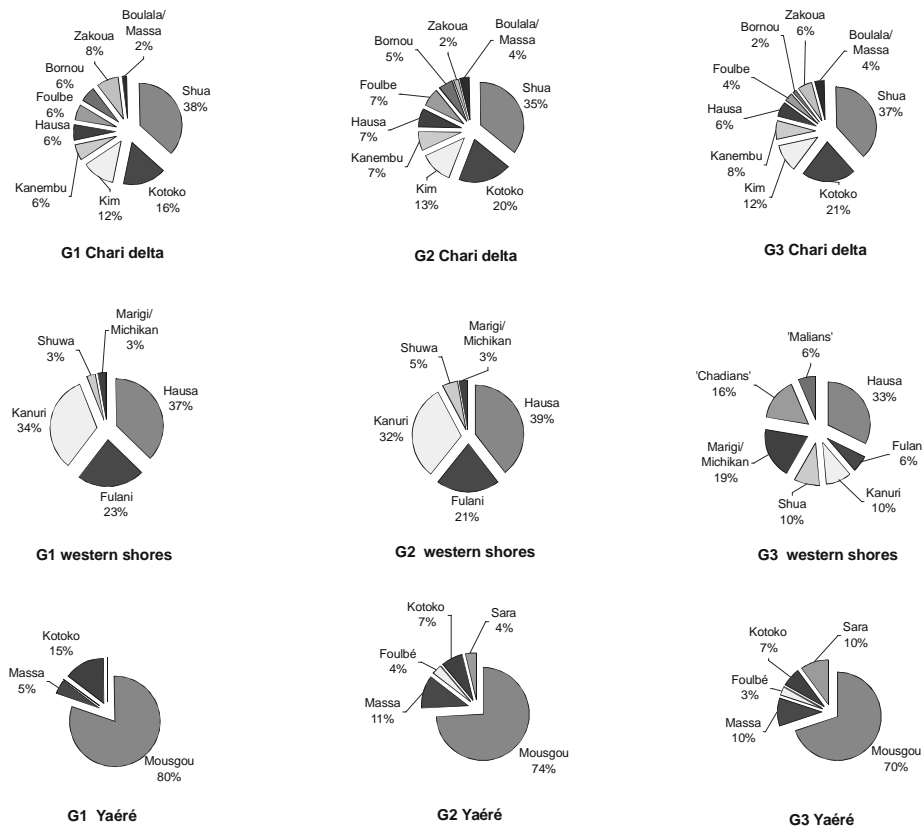 Boulala/
Massa
2%
Zakoua
8%
Bornou
6%
Foulbe
6%
Hausa
6%
Kanembu
6%
Kim
12%
Kotoko
16%
Shua
38%
G1 Chari delta
Boulala/
Massa
4%
Zakoua
2%
Bornou
5%
Foulbe
7%
Hausa
7%
Kanembu
7%
Kim
13%
Kotoko
20%
Shua
35%
G2 Chari delta
Zakoua
6%
Boulala/
Massa
4%
Bornou
2%
Foulbe
4%
Hausa
6%
Kanembu
8%
Kim
12%
Kotoko
21%
Shua
37%
G3 Chari delta
Marigi/
Michikan
3%
Shuwa
3%
Hausa
37%
Kanuri
34%
Fulani
23%
G1 western shores
Marigi/
Michikan
3%
Shuwa
5%
Hausa
39%
Kanuri
32%
Fulani
21%
G2 western shores
'Malians'
6%
'Chadians'
16%
Hausa
33%
Marigi/
Michikan
19%
Fulani
6%
Kanuri
10%
Shua
10%
G3 western shores
Kotoko
15%
Massa
5%
Mousgou
80%
G1 Yaéré
Kotoko
7%
Sara
4%
Foulbé
4%
Massa
11%
Mousgou
74%
G2 Yaéré
Kotoko
7%
Sara
10%
Foulbé
3%
Massa
10%
Mousgou
70%
G3 Yaéré